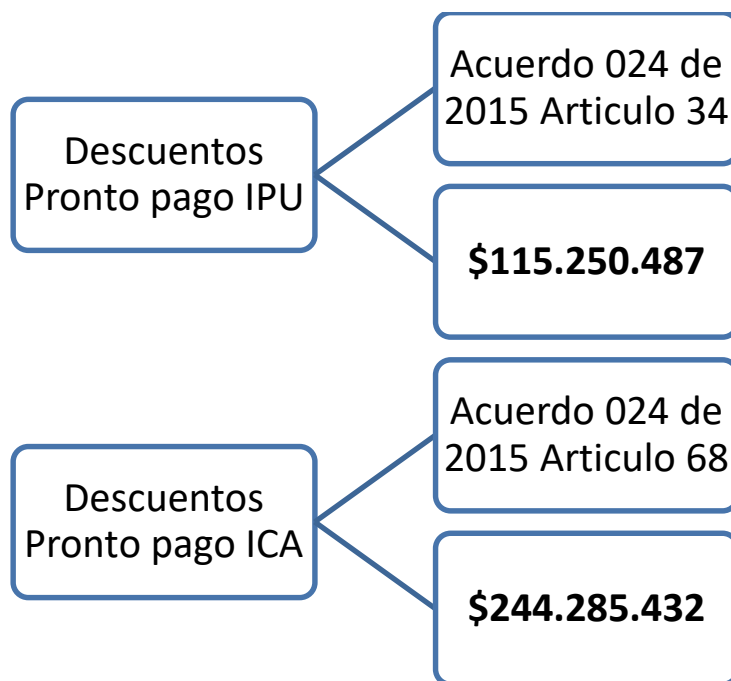 Descuentos
Pronto pago IPU
Acuerdo 024 de
2015 Articulo 34
$115.250.487
Descuentos
Pronto pago ICA
Acuerdo 024 de
2015 Articulo 68
$244.285.432